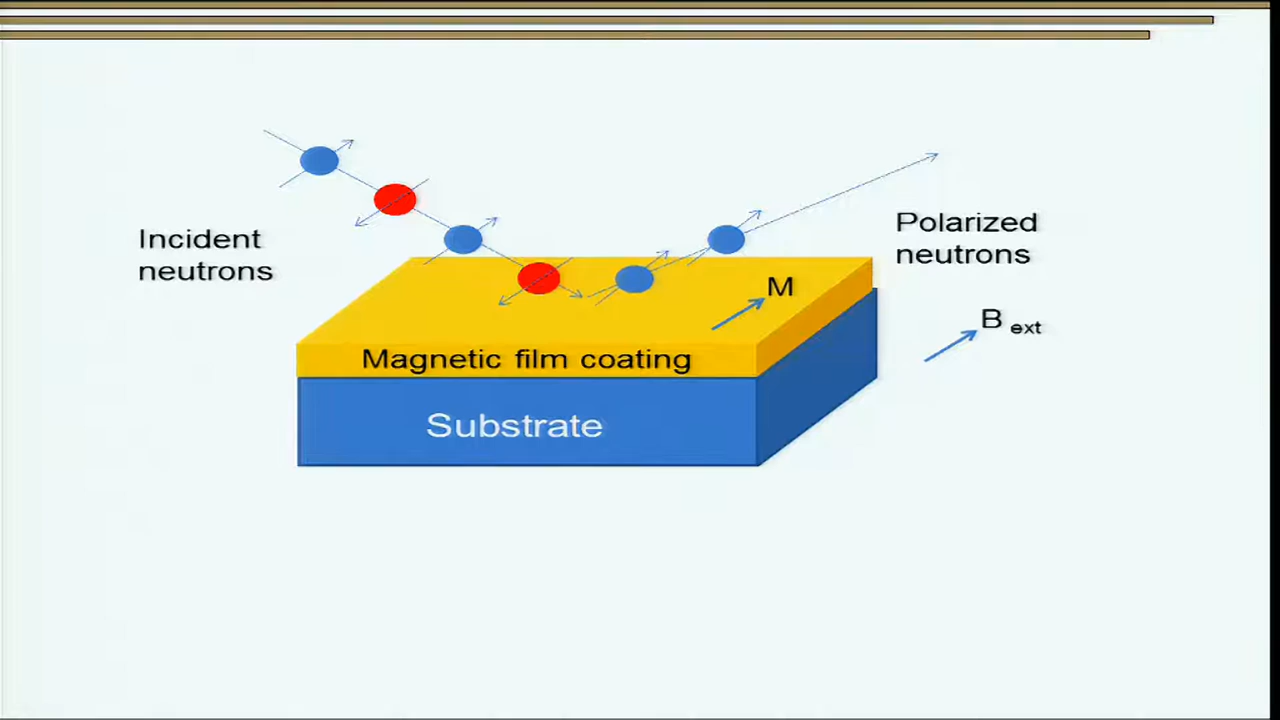 Incident
neutrons
Polarized
neutrons
M
B ext
Magnetic film coating
Substrate